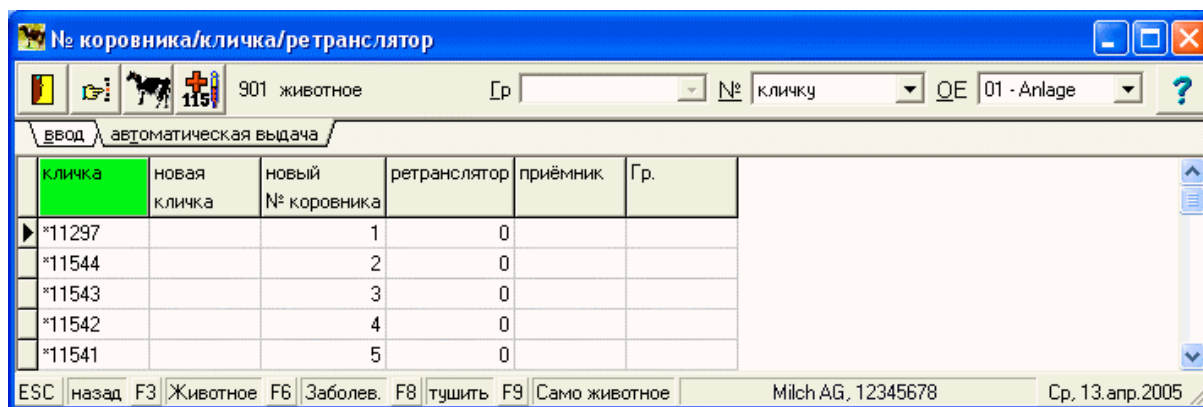 № коровника/кличка/ретранслятор
115 901 животное Гр № кличку ОЕ 01 - Anlage ?
ввод автоматическая выдача
кличка новая кличка новый № коровника ретранслятор приёмник Гр.
*11297 1 0
*11544 2 0
*11543 3 0
*11542 4 0
*11541 5 0
ESC назад F3 Животное F6 Заболев. F8 тушить F9 Само животное Milch AG, 12345678 Ср, 13.апр.2005